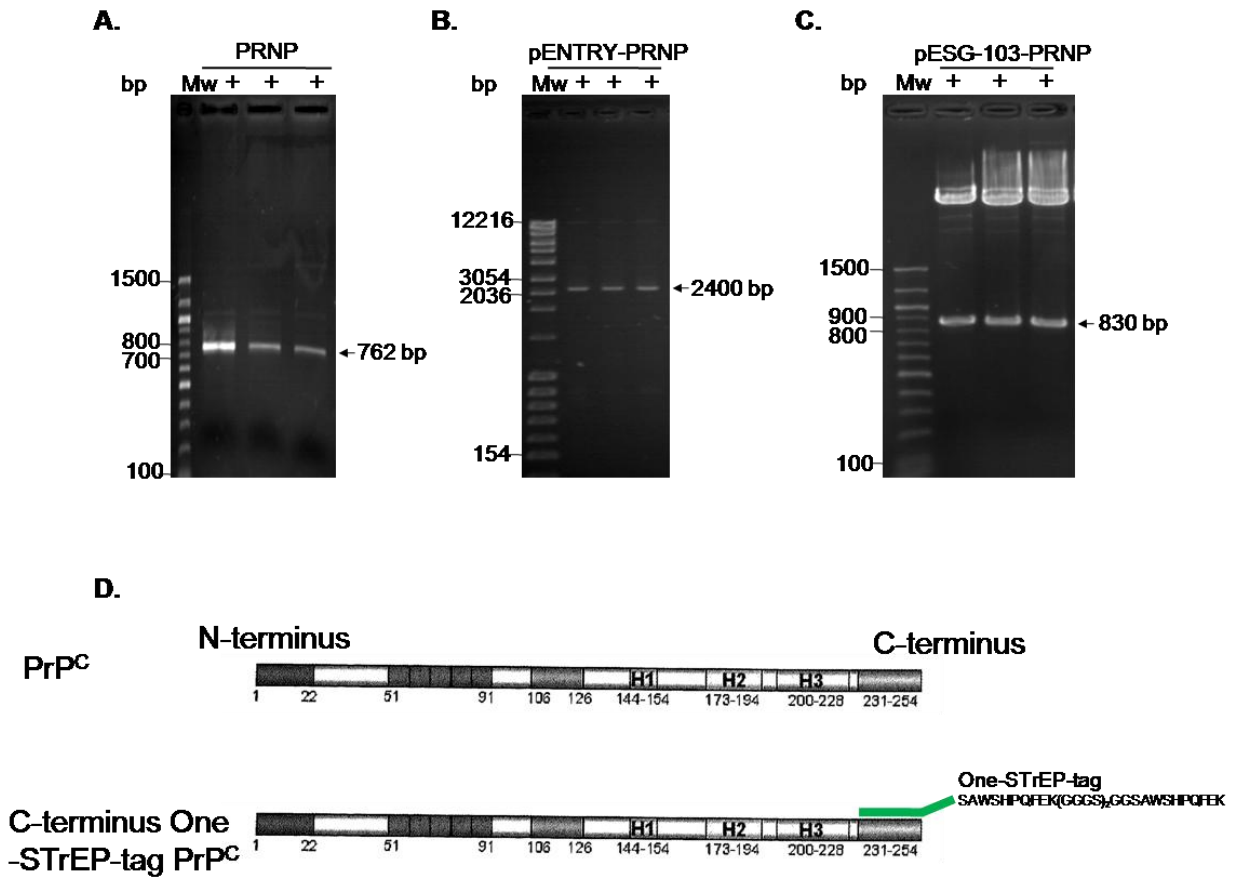 A.
PRNP
bp Mw + + +
1500
800
700
762 bp
100
B.
pENTRY-PRNP
bp Mw + + +
12216
3054
2036
2400 bp
154
C.
pESG-103-PRNP
bp Mw + + +
1500
900
800
830 bp
100
D.
N-terminus
C-terminus
PrPC
H1 H2 H3
1 22 51 91 106 126 144-154 173-194 200-228 231-254
One-STrEP-tag
SAWSHPQFEK(GGGS)2GGSAWSHPQFEK
C-terminus One
-STrEP-tag PrPC
H1 H2 H3
1 22 51 91 106 126 144-154 173-194 200-228 231-254